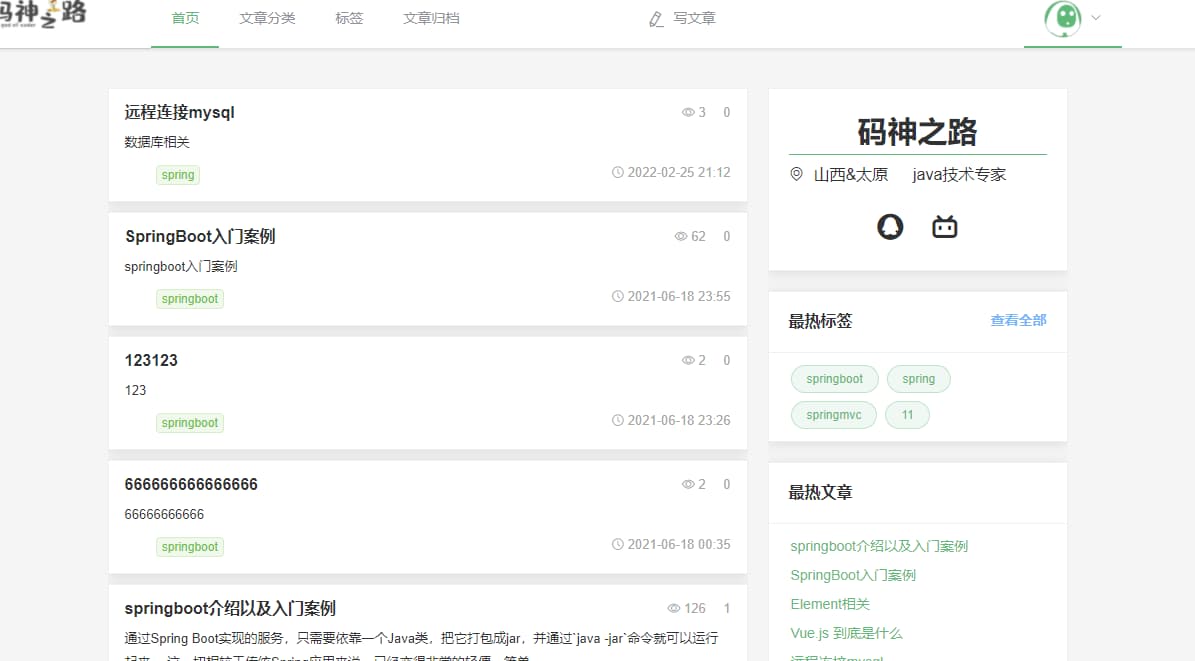 码神之路
god of coder
首页 文章分类 标签 文章归档 写文章
远程连接mysql 3 0
数据库相关
spring 2022-02-25 21:12
SpringBoot入门案例 62 0
springboot入门案例
springboot 2021-06-18 23:55
123123 2 0
123
springboot 2021-06-18 23:26
666666666666666 2 0
66666666666
springboot 2021-06-18 00:35
springboot介绍以及入门案例 126 1
通过Spring Boot实现的服务，只需要依靠一个Java类，把它打包成jar，并通过`java -jar`命令就可以运行
码神之路
山西&太原 java技术专家
最热标签 查看全部
springboot spring
springmvc 11
最热文章
springboot介绍以及入门案例
SpringBoot入门案例
Element相关
Vue.js 到底是什么
远程连接mysql